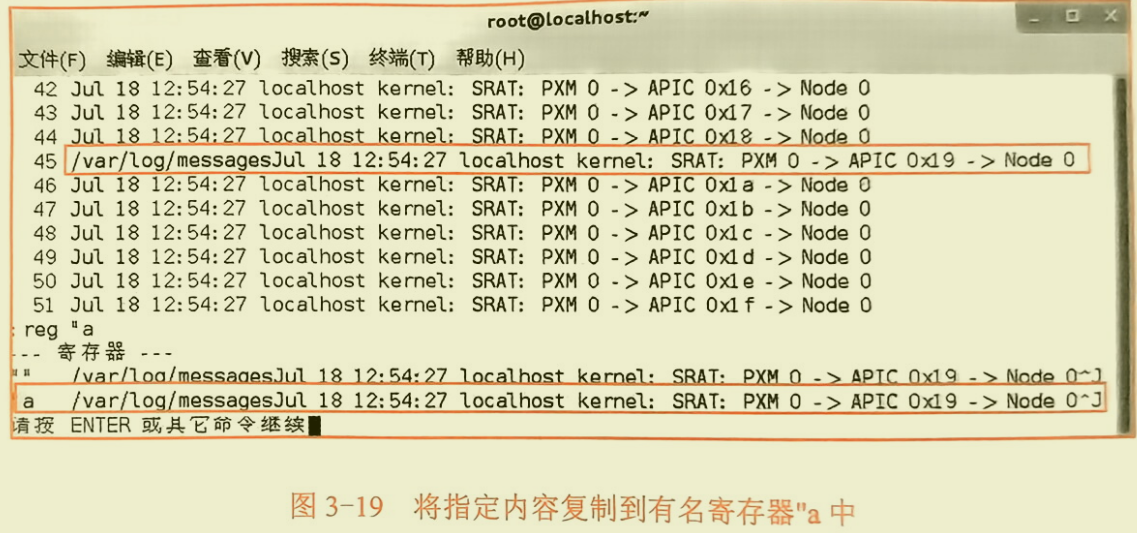 root@localhost:~
文件(F) 编辑(E) 查看(V) 搜索(S) 终端(T) 帮助(H)
42 Jul 18 12:54:27 localhost kernel: SRAT: PXM 0 -> APIC 0x16 -> Node 0
43 Jul 18 12:54:27 localhost kernel: SRAT: PXM 0 -> APIC 0x17 -> Node 0
44 Jul 18 12:54:27 localhost kernel: SRAT: PXM 0 -> APIC 0x18 -> Node 0
45 /var/log/messagesJul 18 12:54:27 localhost kernel: SRAT: PXM 0 -> APIC 0x19 -> Node 0
46 Jul 18 12:54:27 localhost kernel: SRAT: PXM 0 -> APIC 0x1a -> Node 0
47 Jul 18 12:54:27 localhost kernel: SRAT: PXM 0 -> APIC 0x1b -> Node 0
48 Jul 18 12:54:27 localhost kernel: SRAT: PXM 0 -> APIC 0x1c -> Node 0
49 Jul 18 12:54:27 localhost kernel: SRAT: PXM 0 -> APIC 0x1d -> Node 0
50 Jul 18 12:54:27 localhost kernel: SRAT: PXM 0 -> APIC 0x1e -> Node 0
51 Jul 18 12:54:27 localhost kernel: SRAT: PXM 0 -> APIC 0x1f -> Node 0
:reg "a
--- 寄存器 ---
"" /var/log/messagesJul 18 12:54:27 localhost kernel: SRAT: PXM 0 -> APIC 0x19 -> Node 0^J
"a /var/log/messagesJul 18 12:54:27 localhost kernel: SRAT: PXM 0 -> APIC 0x19 -> Node 0^J
请按 ENTER 或其它命令继续
图 3-19 将指定内容复制到有名寄存器"a 中